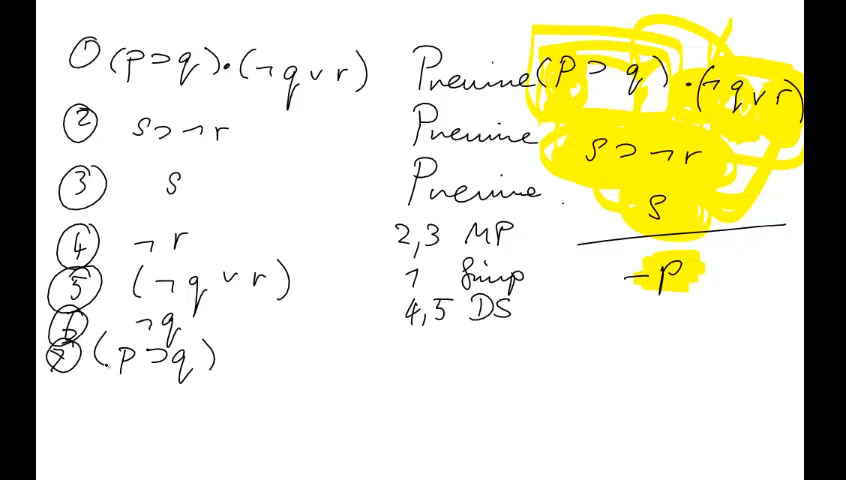 ① (p ⊃ q) · (¬q ∨ r) Premise
② s ⊃ ¬r Premise
③ s Premise
④ ¬r 2,3 MP
⑤ (¬q ∨ r) 1 Simp
⑥ ¬q 4,5 DS
⑦ (p ⊃ q)
(p ⊃ q) · (¬q ∨ r)
s ⊃ ¬r
s
¬p